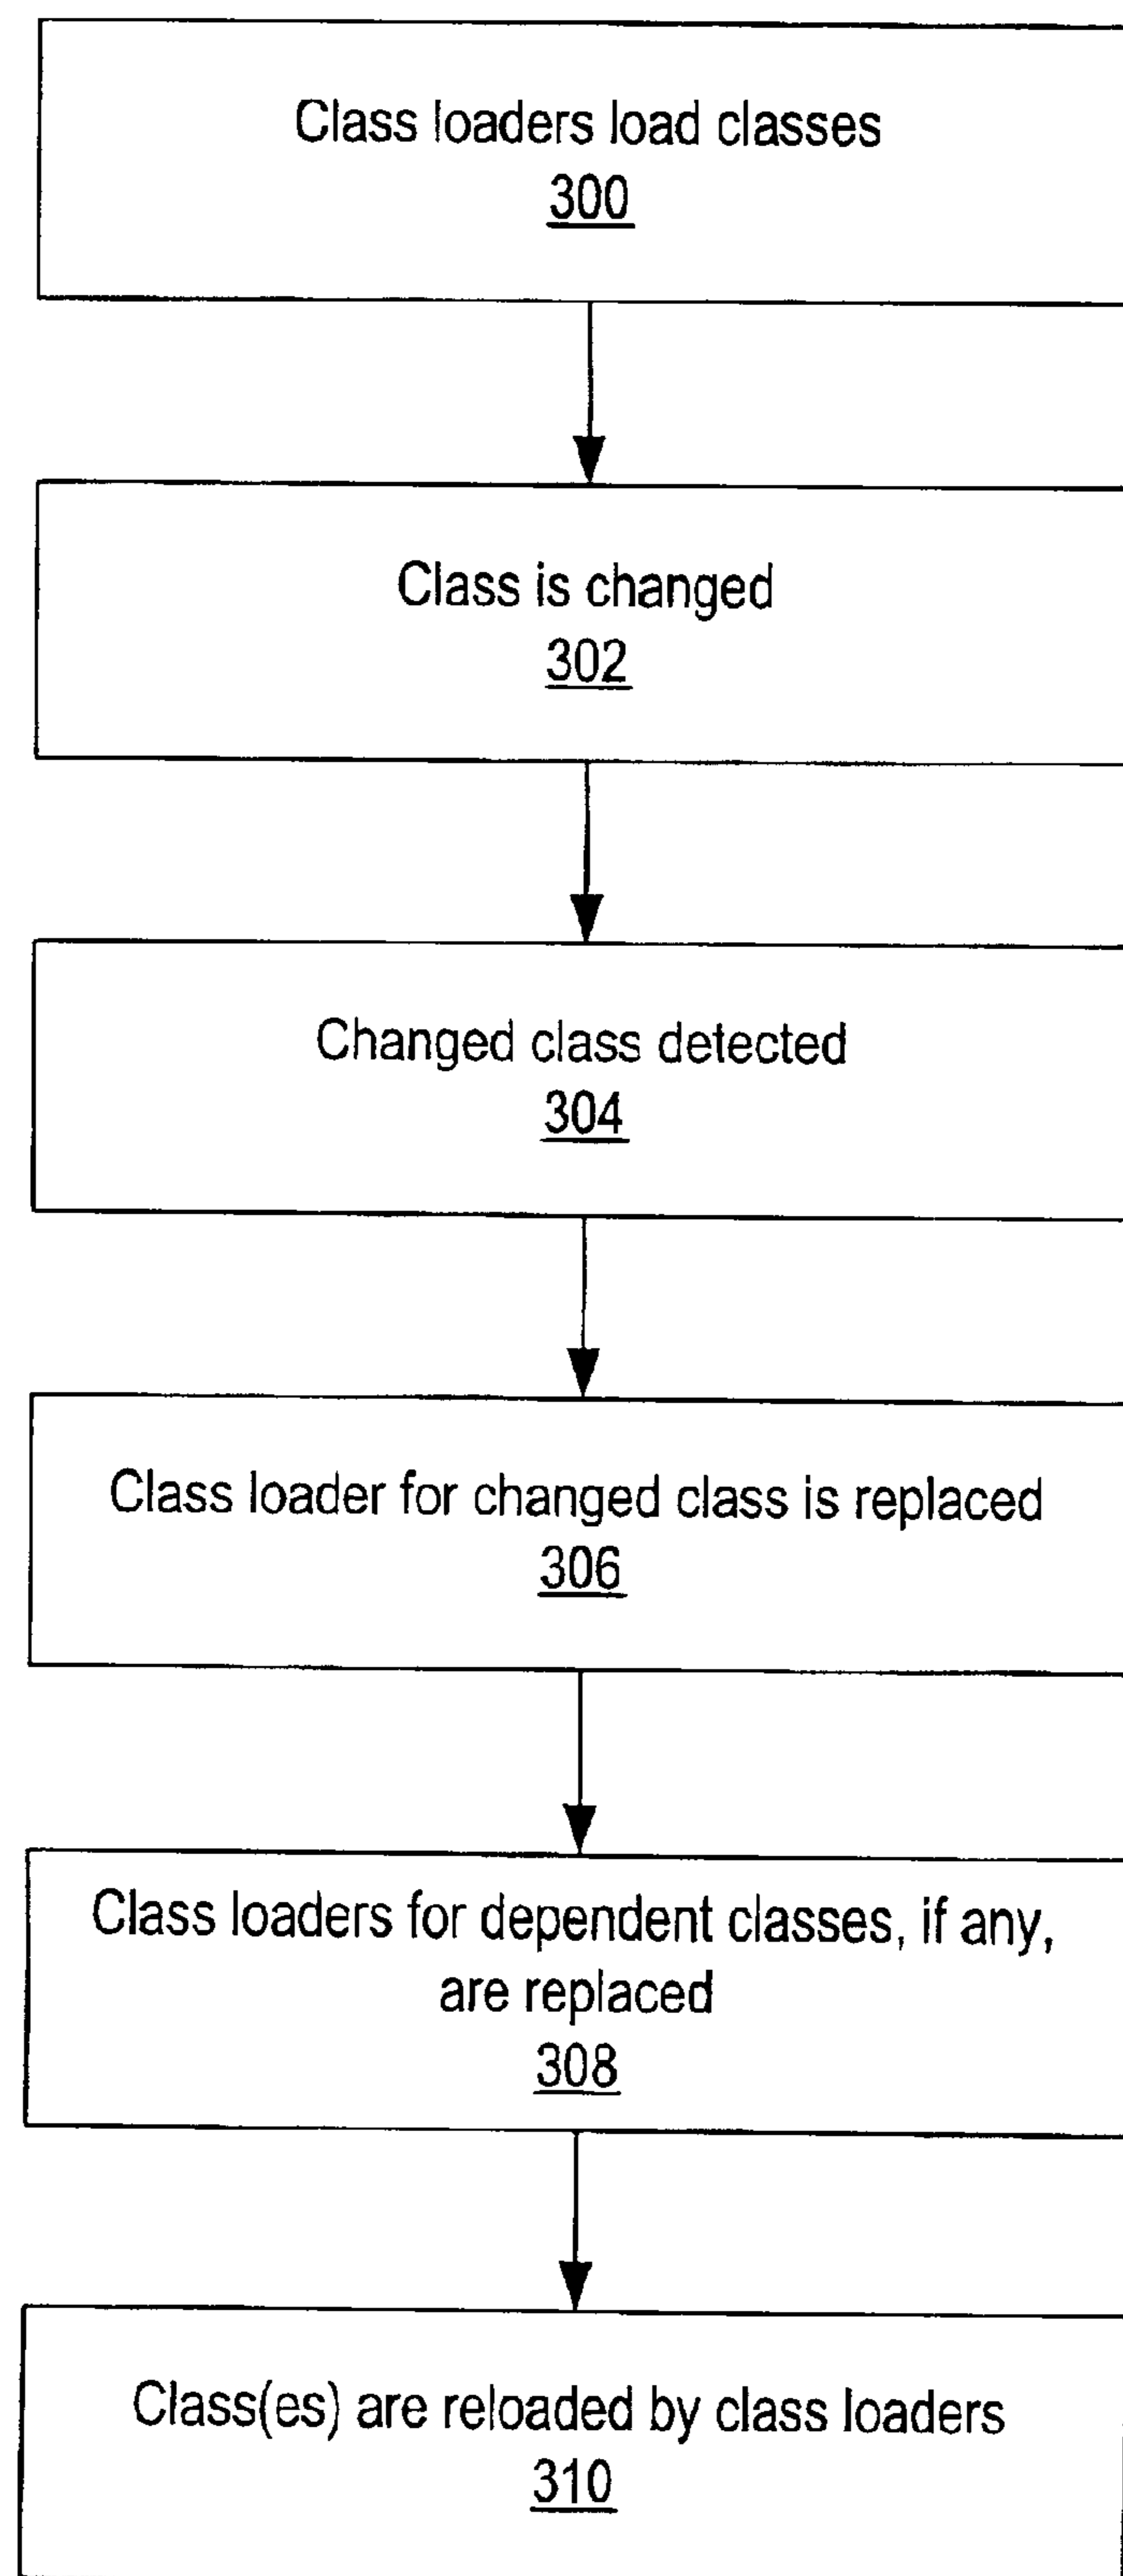 Class loaders load classes
300
Class is changed
302
Changed class detected
304
Class loader for changed class is replaced
306
Class loaders for dependent classes, if any,
are replaced
308
Class(es) are reloaded by class loaders
310